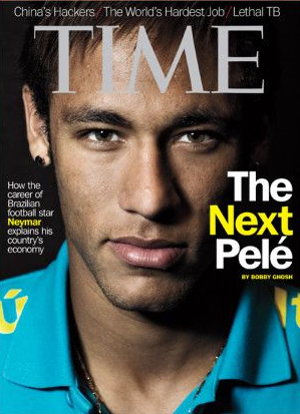 China's Hackers / The World's Hardest Job / Lethal TB
TIME
How the
career of
Brazilian
football star
Neymar
explains his
country's
economy
The
Next
Pelé
BY BOBBY GHOSH